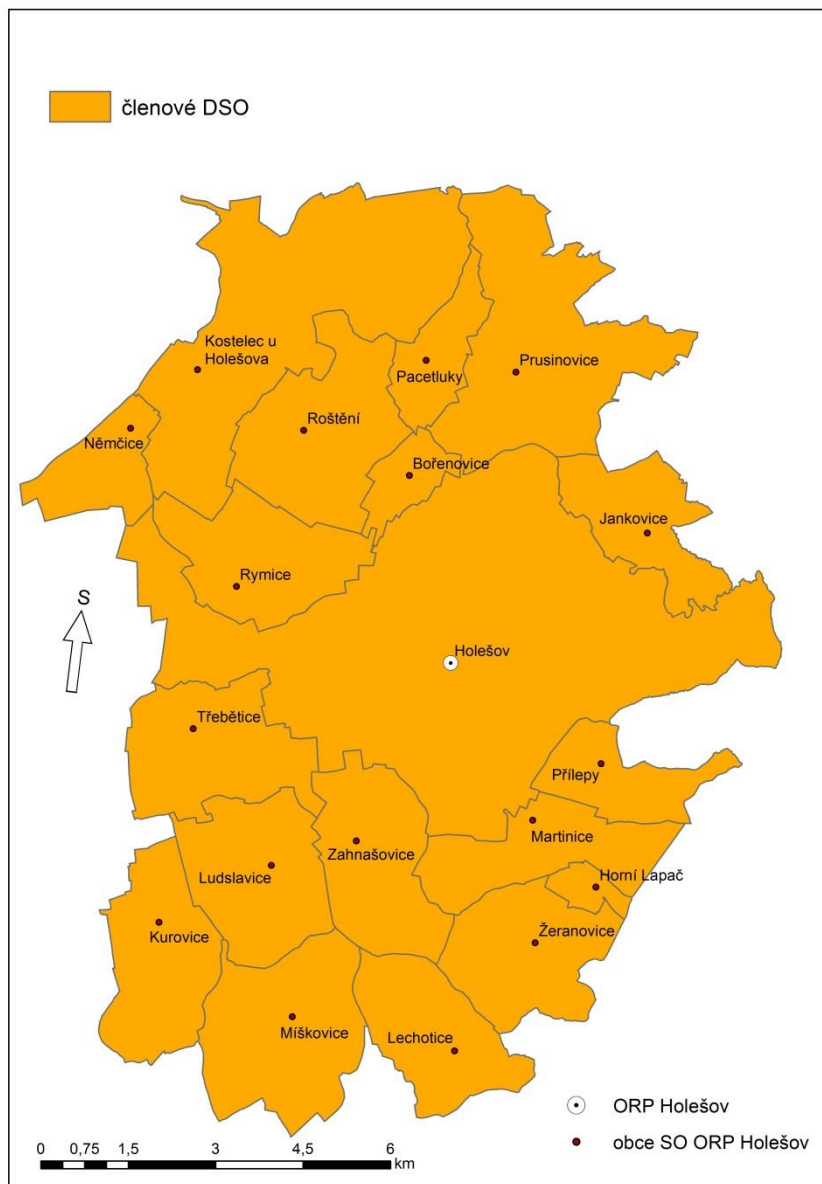 členové DSO
Kostelec u
Holešova
Pacetluky
Prusinovice
Roštění
Němčice
Bořenovice
Jankovice
Rymice
S
Holešov
Třebětice
Přílepy
Martinice
Zahnašovice
Ludslavice
Horní Lapač
Kurovice
Žeranovice
Míškovice
Lechotice
ORP Holešov
obce SO ORP Holešov
0 0,75 1,5 3 4,5 6
km